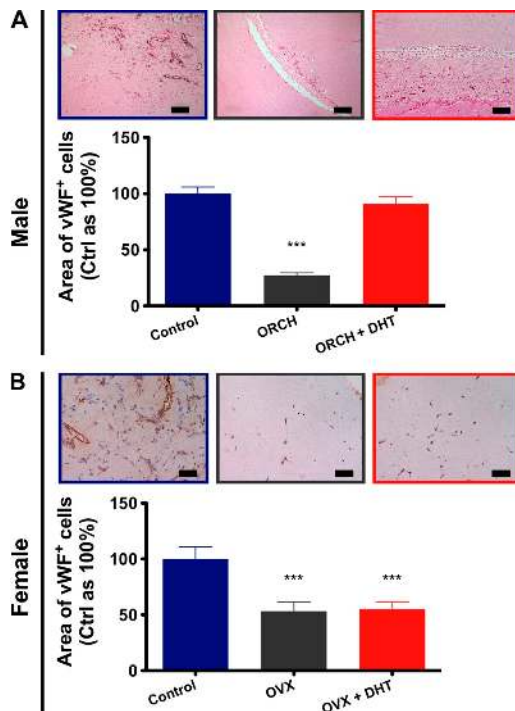 A
Male
Area of vWF⁺ cells
(Ctrl as 100%)
150
100
50
0
***
Control
ORCH
ORCH + DHT
B
Female
Area of vWF⁺ cells
(Ctrl as 100%)
150
100
50
0
***
***
Control
OVX
OVX + DHT